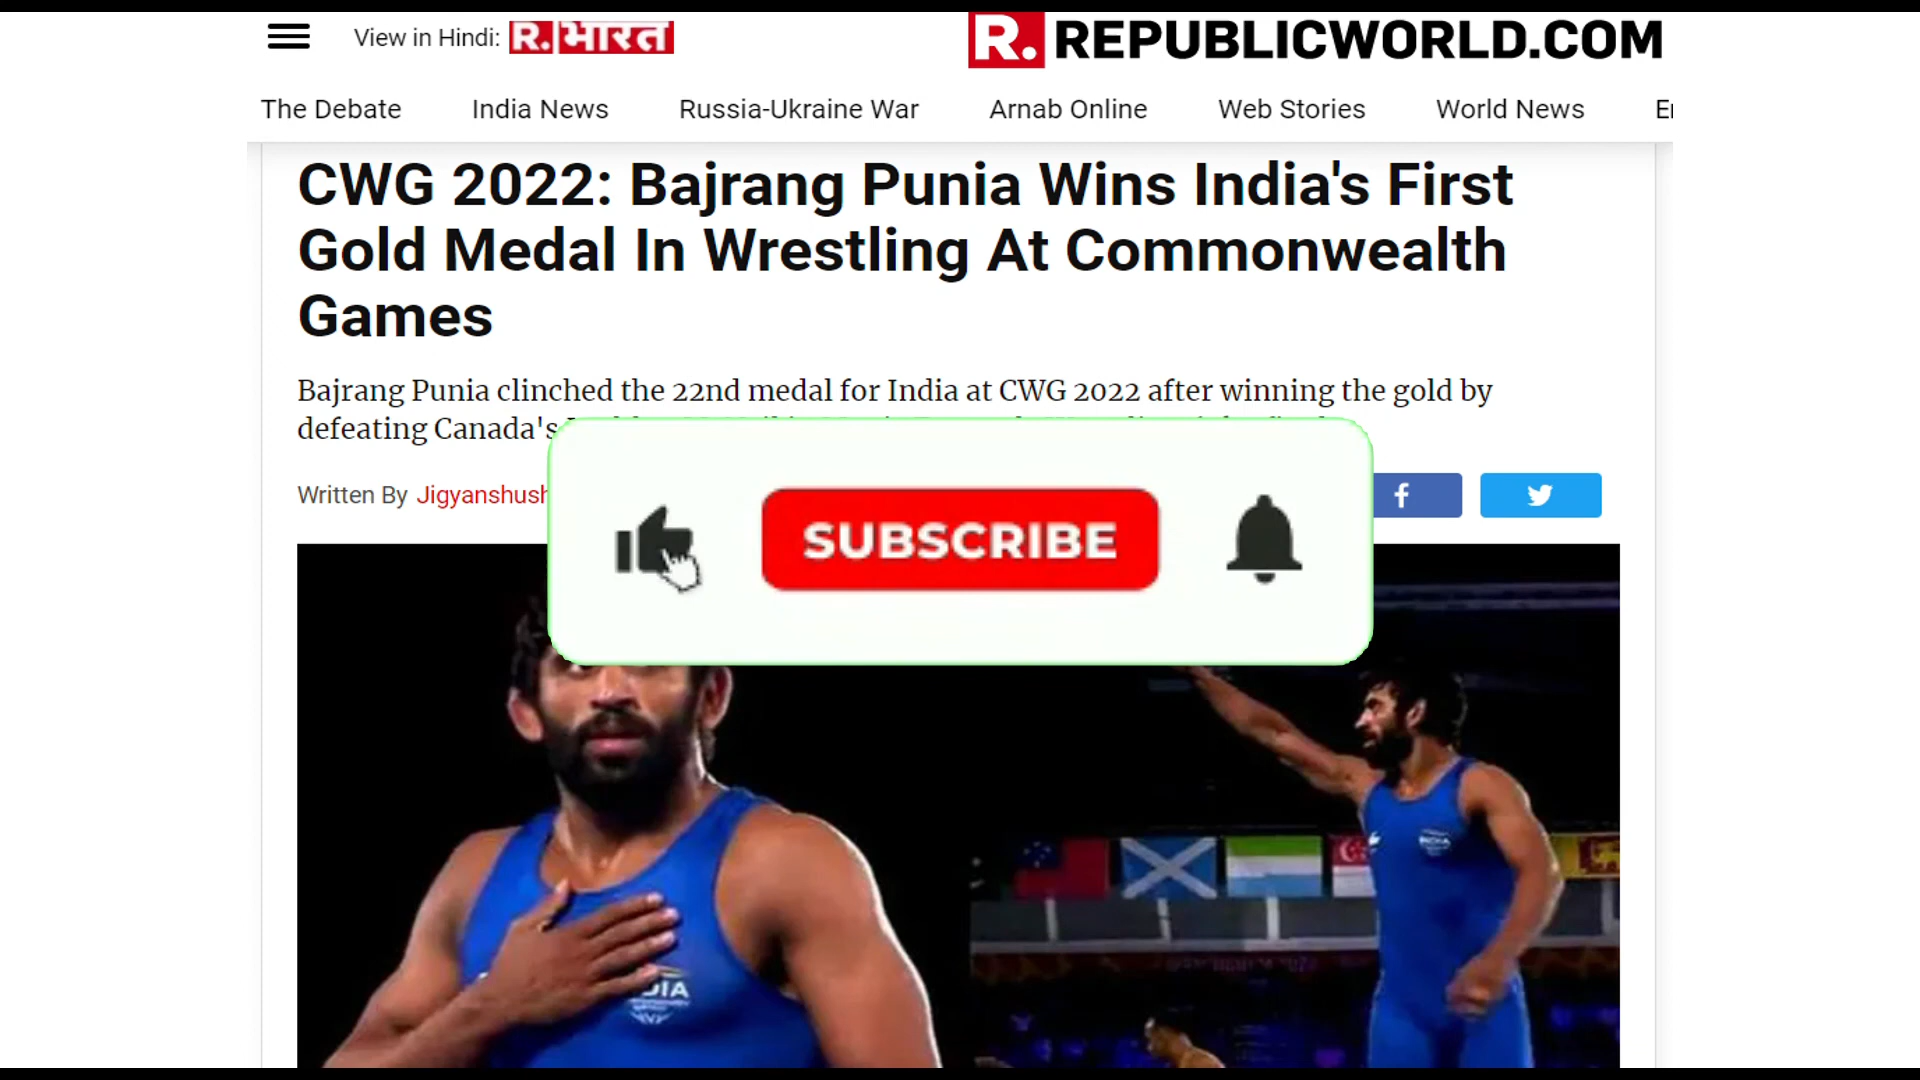 View in Hindi: R. भारत
R. REPUBLICWORLD.COM
The Debate India News Russia-Ukraine War Arnab Online Web Stories World News
CWG 2022: Bajrang Punia Wins India's First
Gold Medal In Wrestling At Commonwealth
Games
Bajrang Punia clinched the 22nd medal for India at CWG 2022 after winning the gold by
defeating Canada's
Written By Jigyanshush
SUBSCRIBE
INDIA